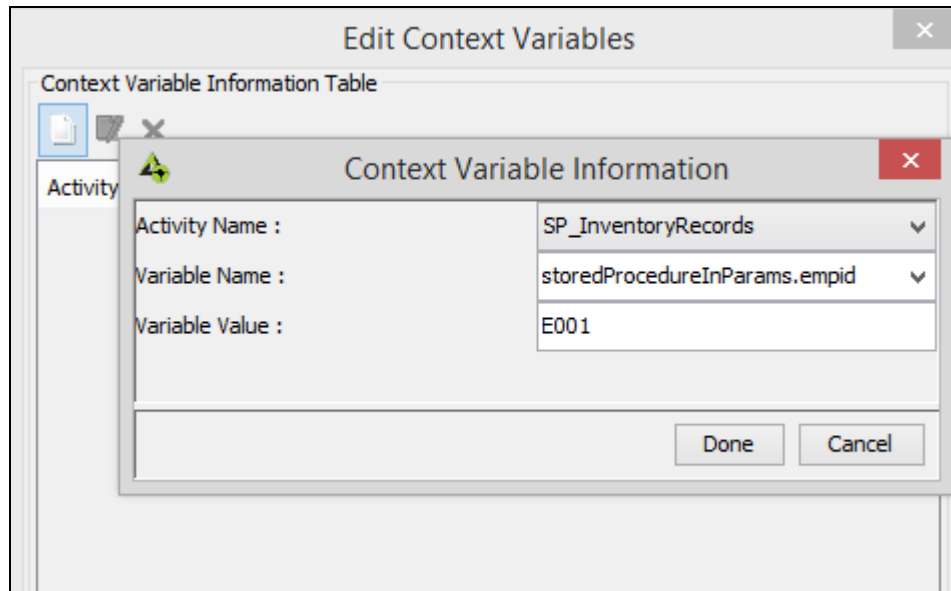 Edit Context Variables
Context Variable Information Table
Activity
Context Variable Information
Activity Name :
SP_InventoryRecords
Variable Name :
storedProcedureInParams.empid
Variable Value :
E001
Done
Cancel